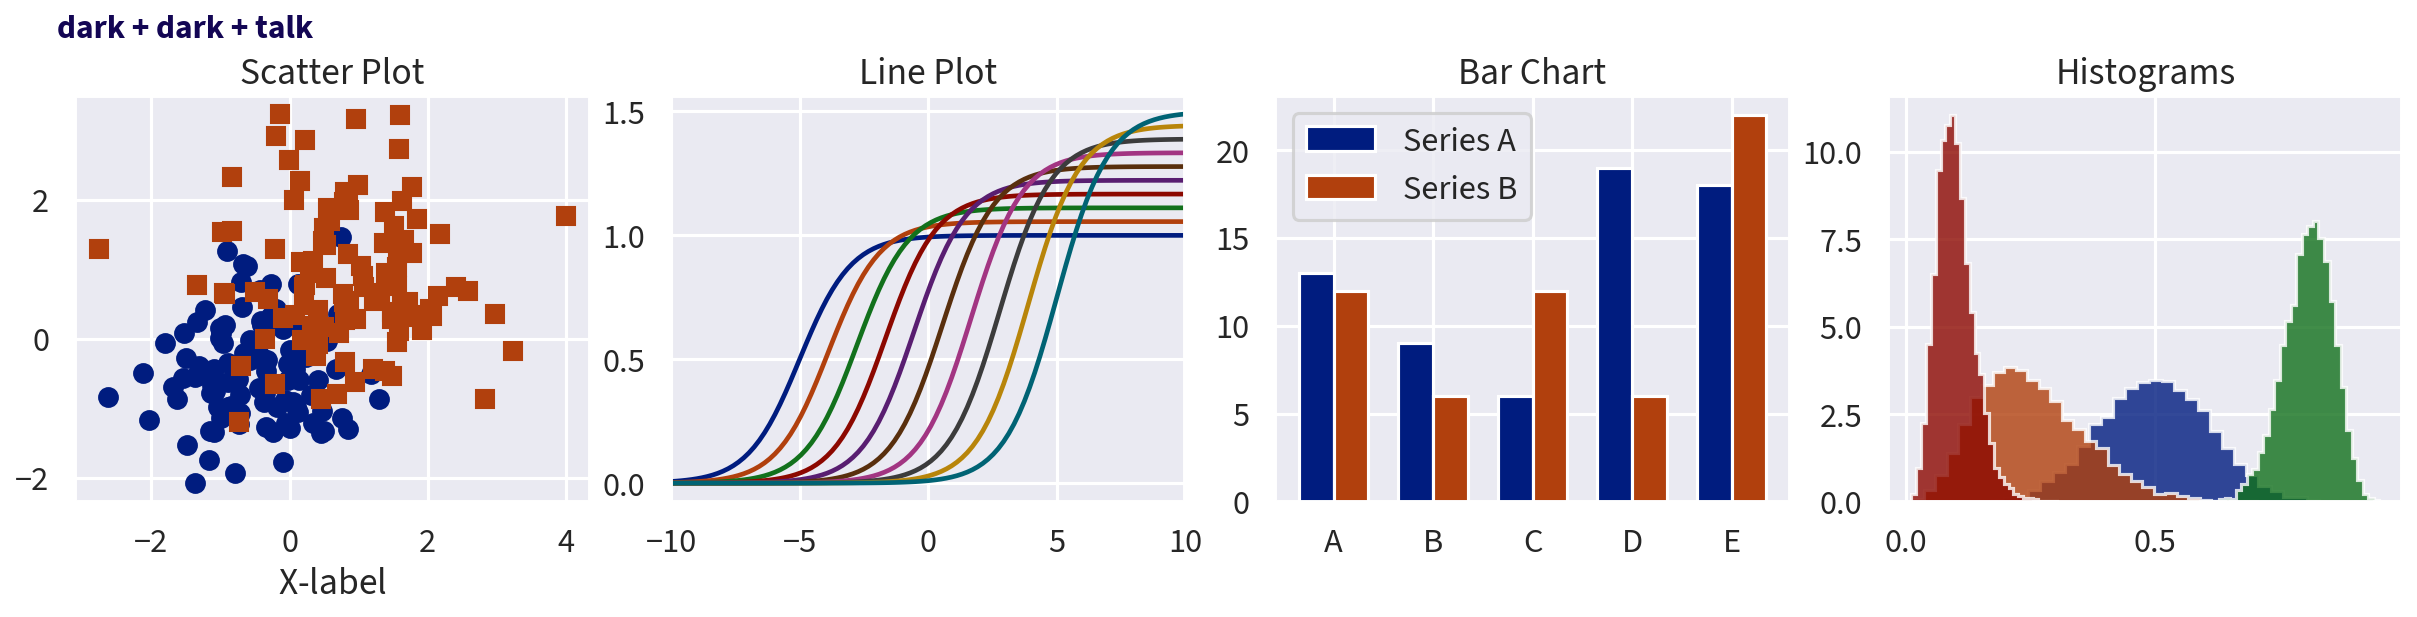 dark + dark + talk
Scatter Plot
2
0
−2
−2 0 2 4
X-label
Line Plot
1.5
1.0
0.5
0.0
−10 −5 0 5 10
Bar Chart
Series A
Series B
20
15
10
5
0
A B C D E
Histograms
10.0
7.5
5.0
2.5
0.0
0.0 0.5